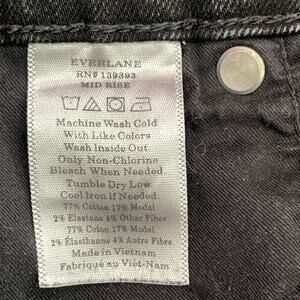 EVERLANE
RN# 139393
MID RISE
Machine Wash Cold
With Like Colors
Wash Inside Out
Only Non-Chlorine
Bleach When Needed.
Tumble Dry Low.
Cool Iron if Needed.
77% Cotton 17% Modal
2% Elastane 4% Other Fiber.
77% Coton 17% Modal
2% Élasthanne 4% Autre Fibre.
Made in Vietnam
Fabriqué au Viêt-Nam